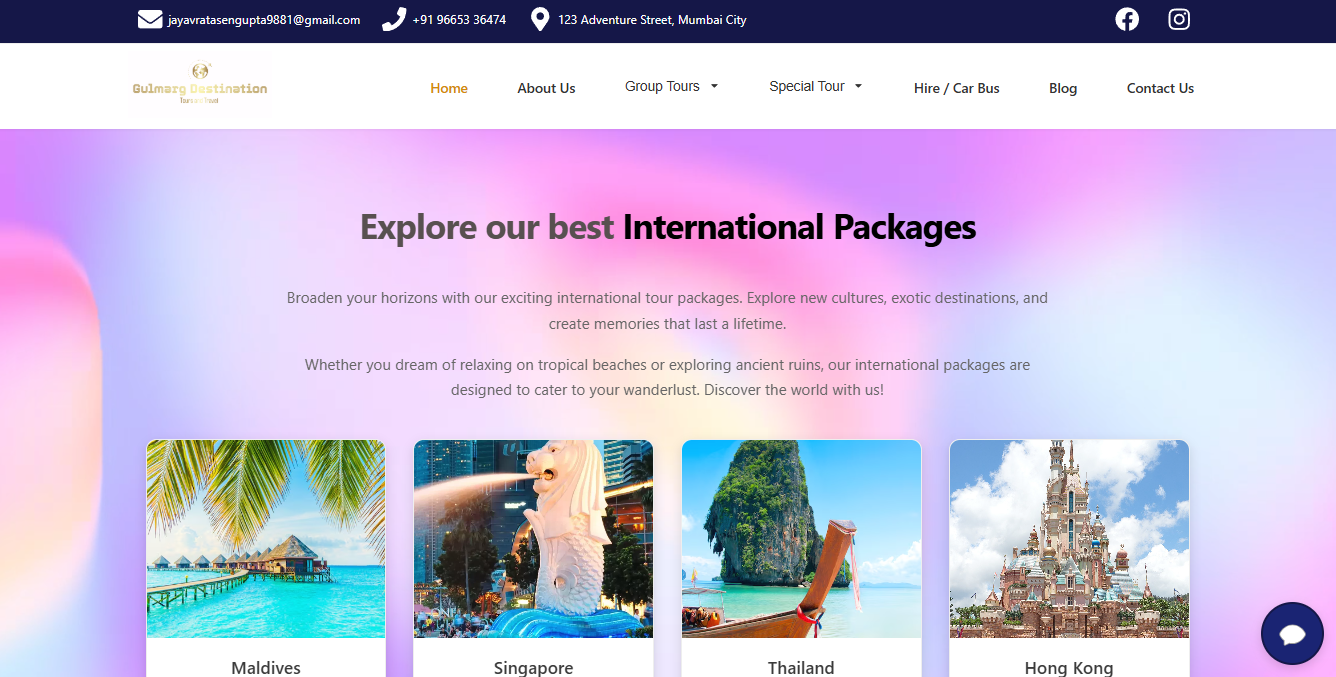 jayavratasengupta9881@gmail.com +91 96653 36474 123 Adventure Street, Mumbai City
Gulmarg Destination
Tours and Travel
Home About Us Group Tours Special Tour Hire / Car Bus Blog Contact Us
Explore our best International Packages
Broaden your horizons with our exciting international tour packages. Explore new cultures, exotic destinations, and
create memories that last a lifetime.
Whether you dream of relaxing on tropical beaches or exploring ancient ruins, our international packages are
designed to cater to your wanderlust. Discover the world with us!
Maldives Singapore Thailand Hong Kong